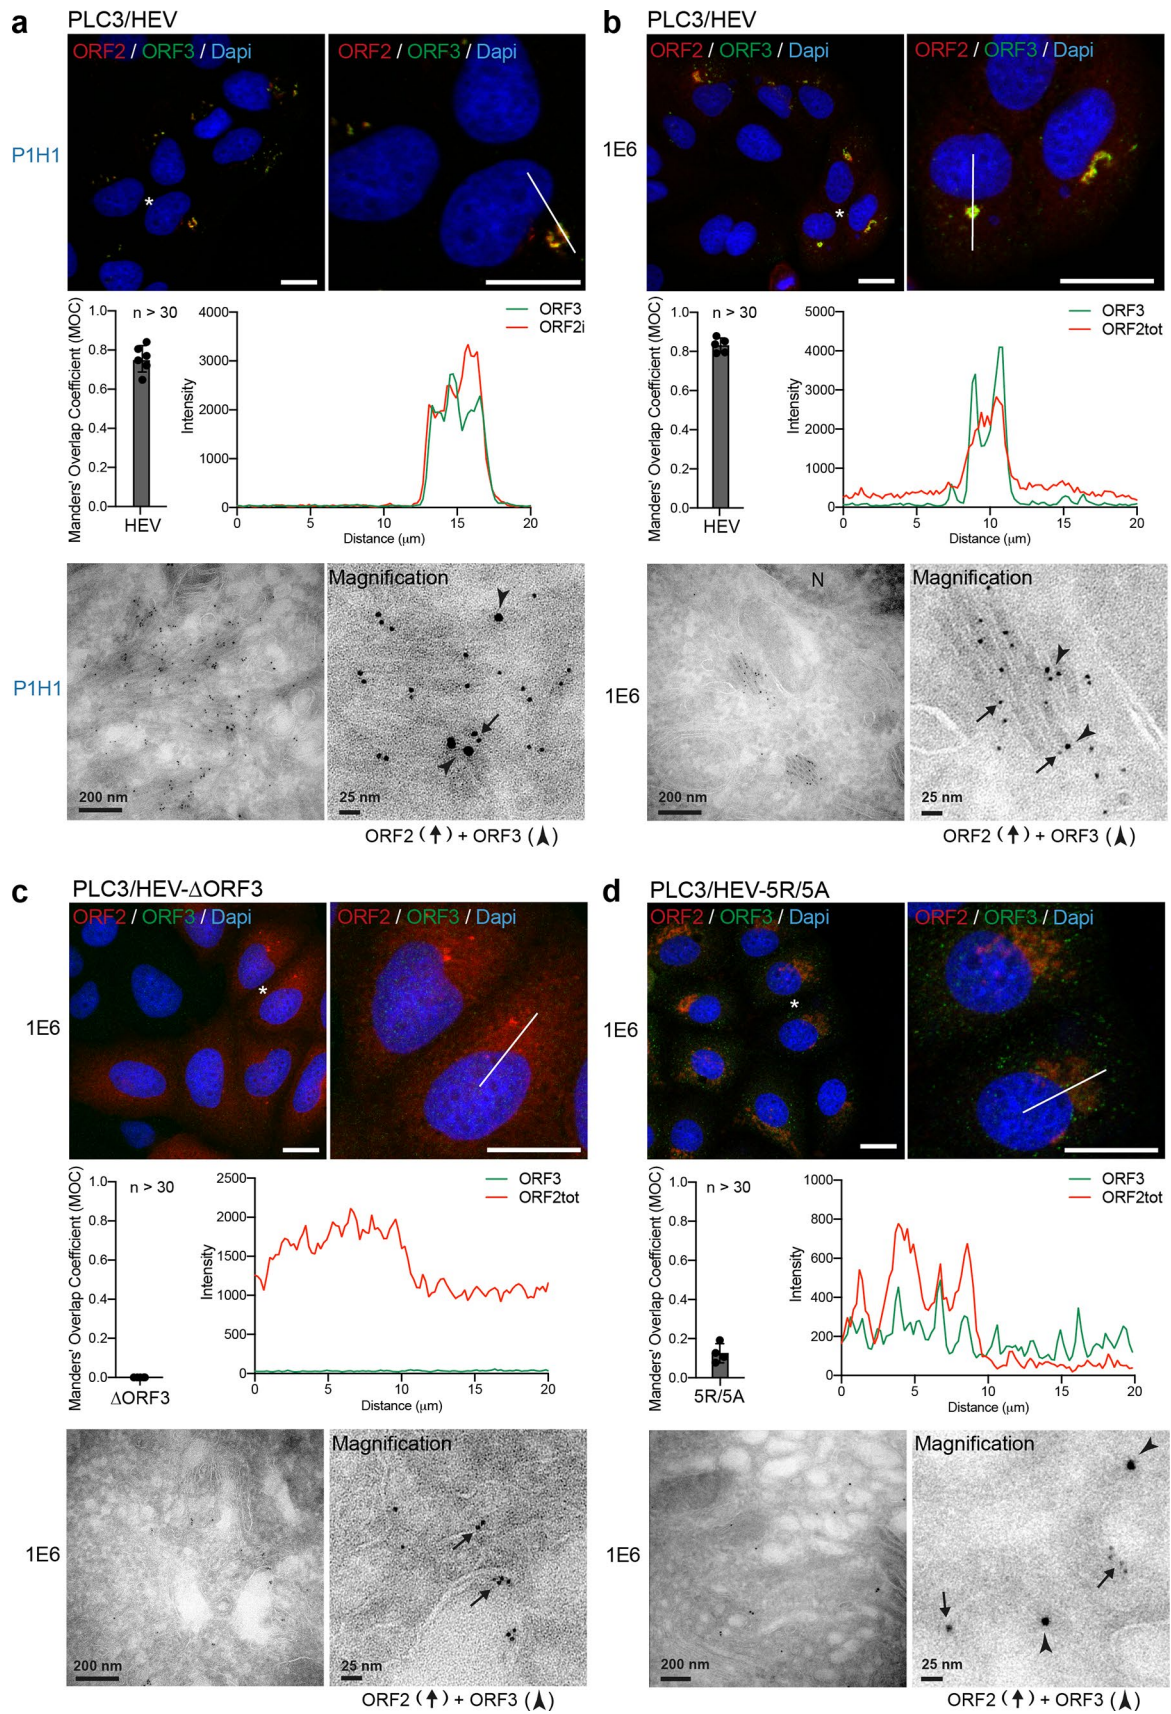 a PLC3/HEV
ORF2 / ORF3 / Dapi
ORF2 / ORF3 / Dapi
P1H1
*
Manders' Overlap Coefficient (MOC)
1.0
0.8
0.6
0.4
0.2
0.0
n > 30
HEV
Intensity
4000
3000
2000
1000
0
0 5 10 15 20
Distance (μm)
ORF3
ORF2i
P1H1
200 nm
Magnification
25 nm
ORF2 ( ) + ORF3 ( )
b PLC3/HEV
ORF2 / ORF3 / Dapi
ORF2 / ORF3 / Dapi
1E6
*
Manders' Overlap Coefficient (MOC)
1.0
0.8
0.6
0.4
0.2
0.0
n > 30
HEV
Intensity
5000
4000
3000
2000
1000
0
0 5 10 15 20
Distance (μm)
ORF3
ORF2tot
1E6
N
200 nm
Magnification
25 nm
ORF2 ( ) + ORF3 ( )
c PLC3/HEV-ΔORF3
ORF2 / ORF3 / Dapi
ORF2 / ORF3 / Dapi
1E6
*
Manders' Overlap Coefficient (MOC)
1.0
0.8
0.6
0.4
0.2
0.0
n > 30
ΔORF3
Intensity
2500
2000
1500
1000
500
0
0 5 10 15 20
Distance (μm)
ORF3
ORF2tot
1E6
200 nm
Magnification
25 nm
ORF2 ( ) + ORF3 ( )
d PLC3/HEV-5R/5A
ORF2 / ORF3 / Dapi
ORF2 / ORF3 / Dapi
1E6
*
Manders' Overlap Coefficient (MOC)
1.0
0.8
0.6
0.4
0.2
0.0
n > 30
5R/5A
Intensity
1000
800
600
400
200
0
0 5 10 15 20
Distance (μm)
ORF3
ORF2tot
1E6
200 nm
Magnification
25 nm
ORF2 ( ) + ORF3 ( )